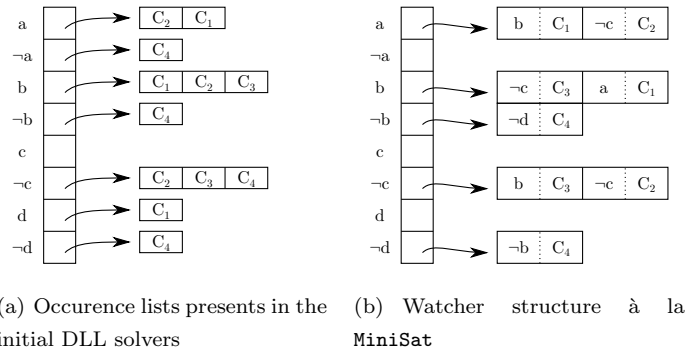 a C₂ C₁
¬a C₄
b C₁ C₂ C₃
¬b C₄
c
¬c C₂ C₃ C₄
d C₁
¬d C₄
(a) Occurence lists presents in the
initial DLL solvers
a b C₁ ¬c C₂
¬a
b ¬c C₃ a C₁
¬b ¬d C₄
c
¬c b C₃ ¬c C₂
d
¬d ¬b C₄
(b) Watcher structure à la
MiniSat